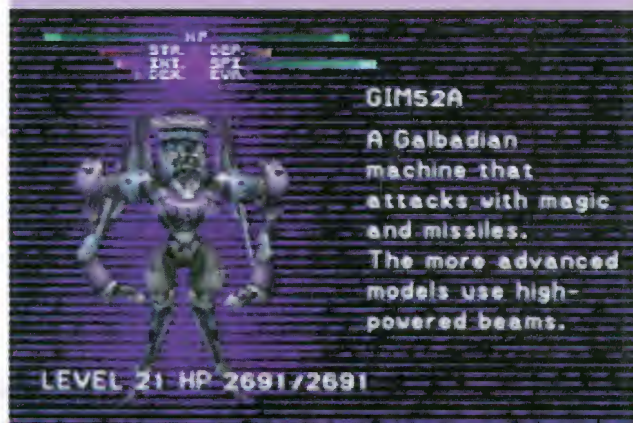 HP
STR. DEF.
INT. SPI.
DEX. EVA.
GIM52A
A Galbadian
machine that
attacks with magic
and missiles.
The more advanced
models use high-
powered beams.
LEVEL 21 HP 2691/2691